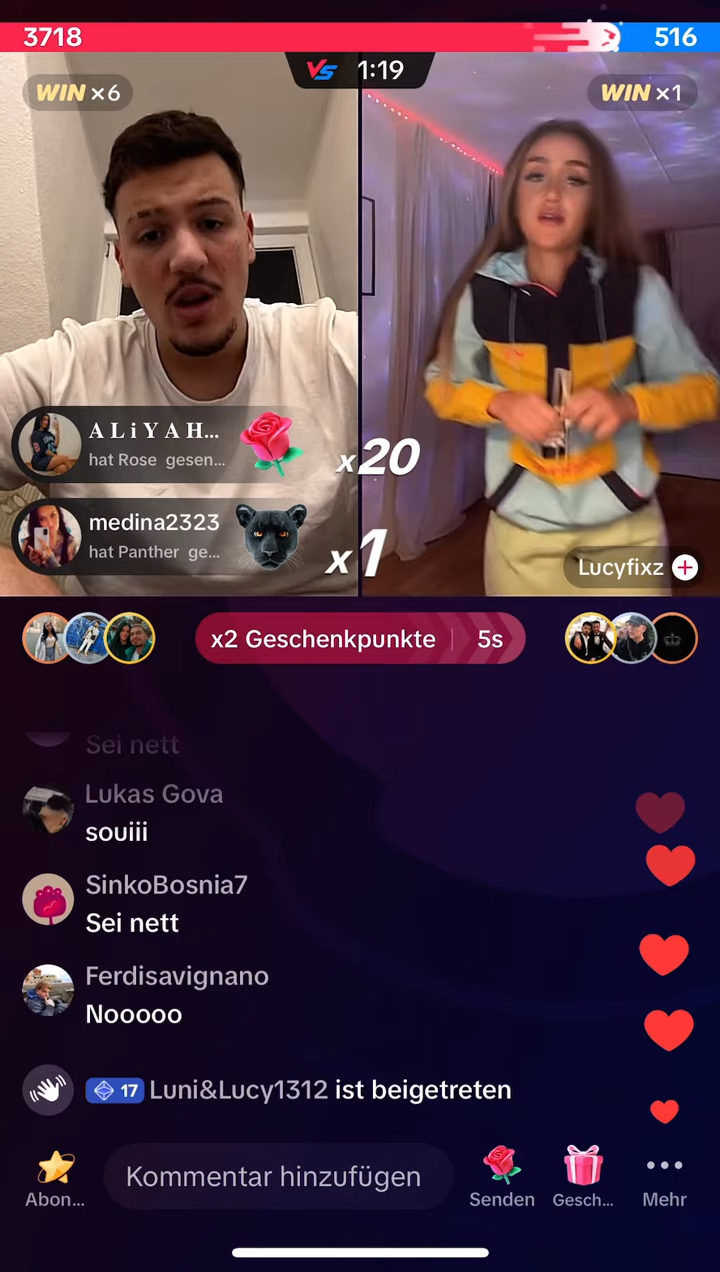 3718
516
VS 1:19
WIN ×6
WIN ×1
A L i Y A H...
hat Rose gesen...
x20
medina2323
hat Panther ge...
x1
Lucyfixz
x2 Geschenkpunkte | 5s
Sei nett
Lukas Gova
souiii
SinkoBosnia7
Sei nett
Ferdisavignano
Nooooo
17 Luni&Lucy1312 ist beigetreten
Kommentar hinzufügen
Abon...
Senden
Gesch...
Mehr